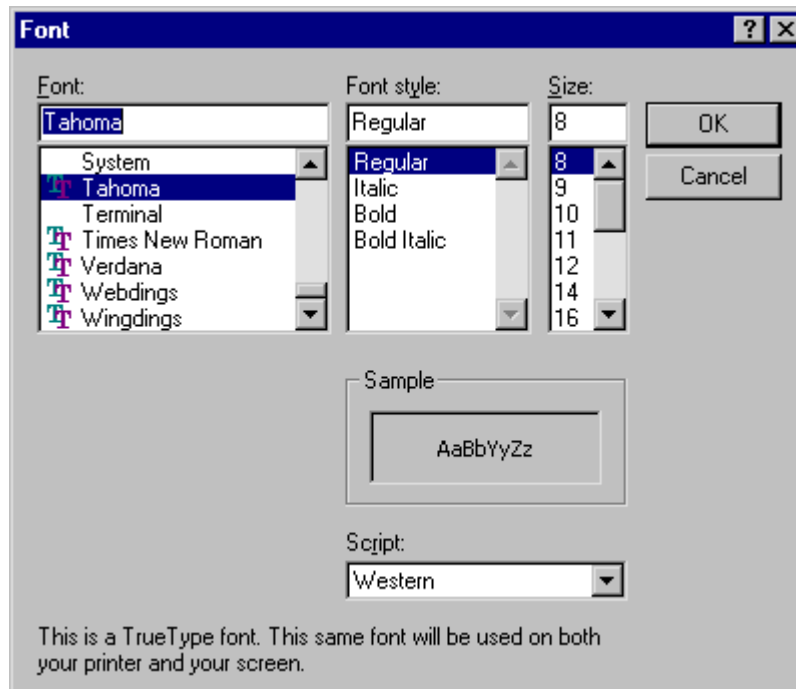 Font
Font:
Tahoma
System
Tahoma
Terminal
Times New Roman
Verdana
Webdings
Wingdings
Font style:
Regular
Regular
Italic
Bold
Bold Italic
Size:
8
8
9
10
11
12
14
16
OK
Cancel
Sample
AaBbYyZz
Script:
Western
This is a TrueType font. This same font will be used on both
your printer and your screen.